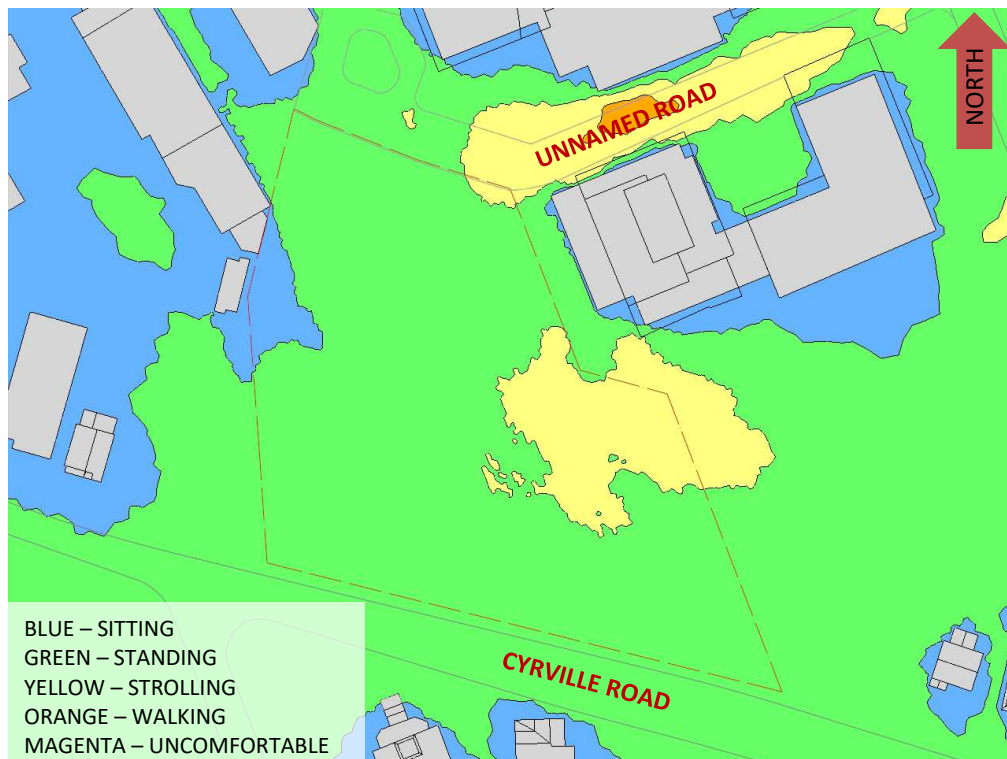 NORTH
UNNAMED ROAD
CYRVILLE ROAD
BLUE – SITTING
GREEN – STANDING
YELLOW – STROLLING
ORANGE – WALKING
MAGENTA – UNCOMFORTABLE